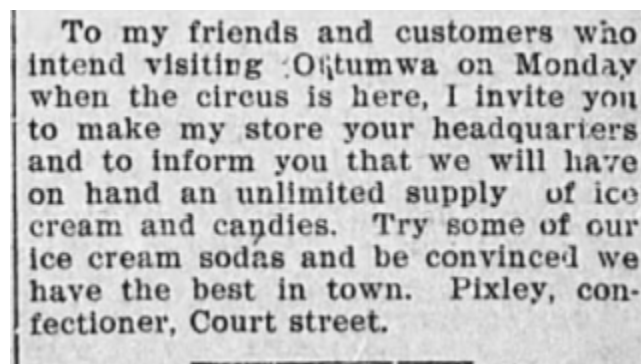 To my friends and customers who
intend visiting Ottumwa on Monday
when the circus is here, I invite you
to make my store your headquarters
and to inform you that we will have
on hand an unlimited supply of ice
cream and candies. Try some of our
ice cream sodas and be convinced we
have the best in town. Pixley, con-
fectioner, Court street.